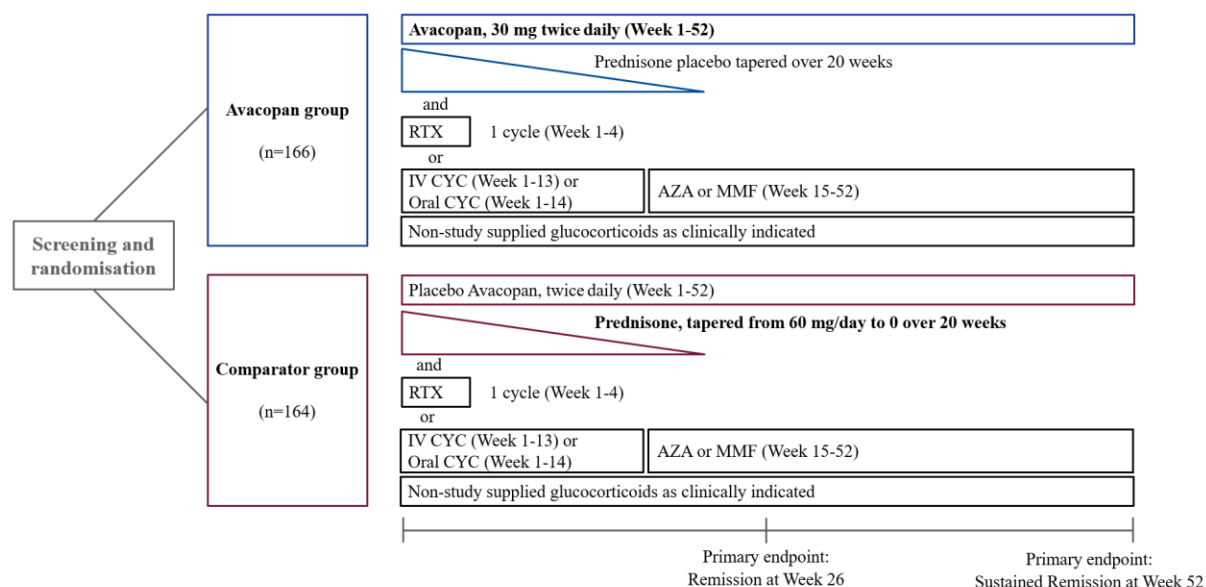 Screening and
randomisation
Avacopan group
(n=166)
Avacopan, 30 mg twice daily (Week 1-52)
Prednisone placebo tapered over 20 weeks
and
RTX
1 cycle (Week 1-4)
or
IV CYC (Week 1-13) or
Oral CYC (Week 1-14)
AZA or MMF (Week 15-52)
Non-study supplied glucocorticoids as clinically indicated
Comparator group
(n=164)
Placebo Avacopan, twice daily (Week 1-52)
Prednisone, tapered from 60 mg/day to 0 over 20 weeks
and
RTX
1 cycle (Week 1-4)
or
IV CYC (Week 1-13) or
Oral CYC (Week 1-14)
AZA or MMF (Week 15-52)
Non-study supplied glucocorticoids as clinically indicated
Primary endpoint:
Remission at Week 26
Primary endpoint:
Sustained Remission at Week 52